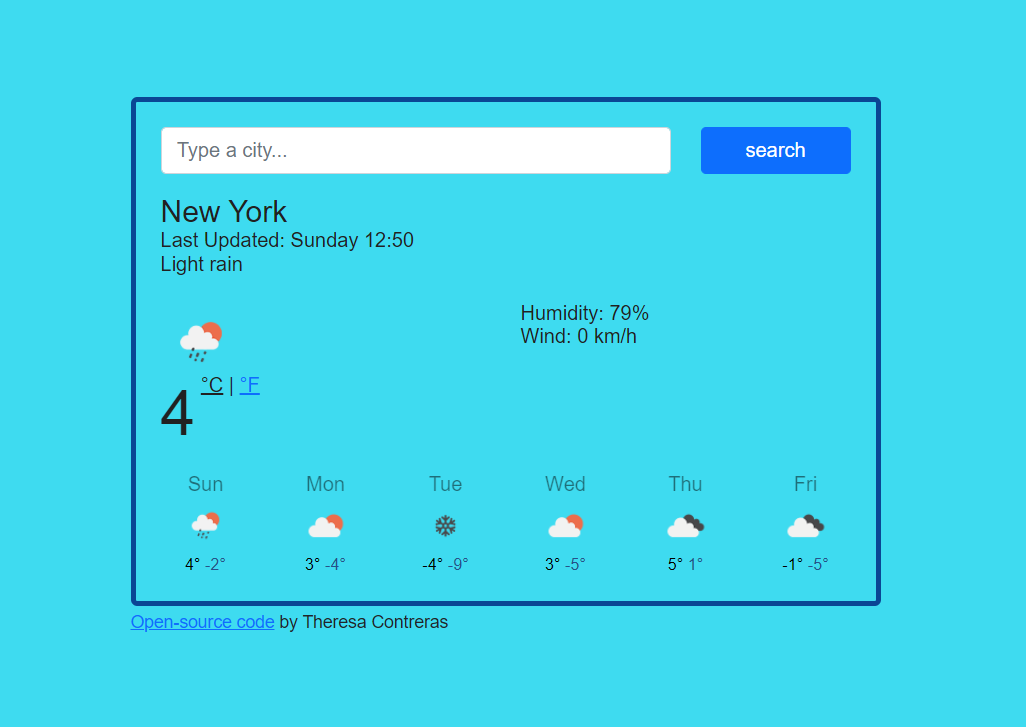 Type a city...
search
New York
Last Updated: Sunday 12:50
Light rain
Humidity: 79%
Wind: 0 km/h
4 °C | °F
Sun Mon Tue Wed Thu Fri
4° -2° 3° -4° -4° -9° 3° -5° 5° 1° -1° -5°
Open-source code by Theresa Contreras